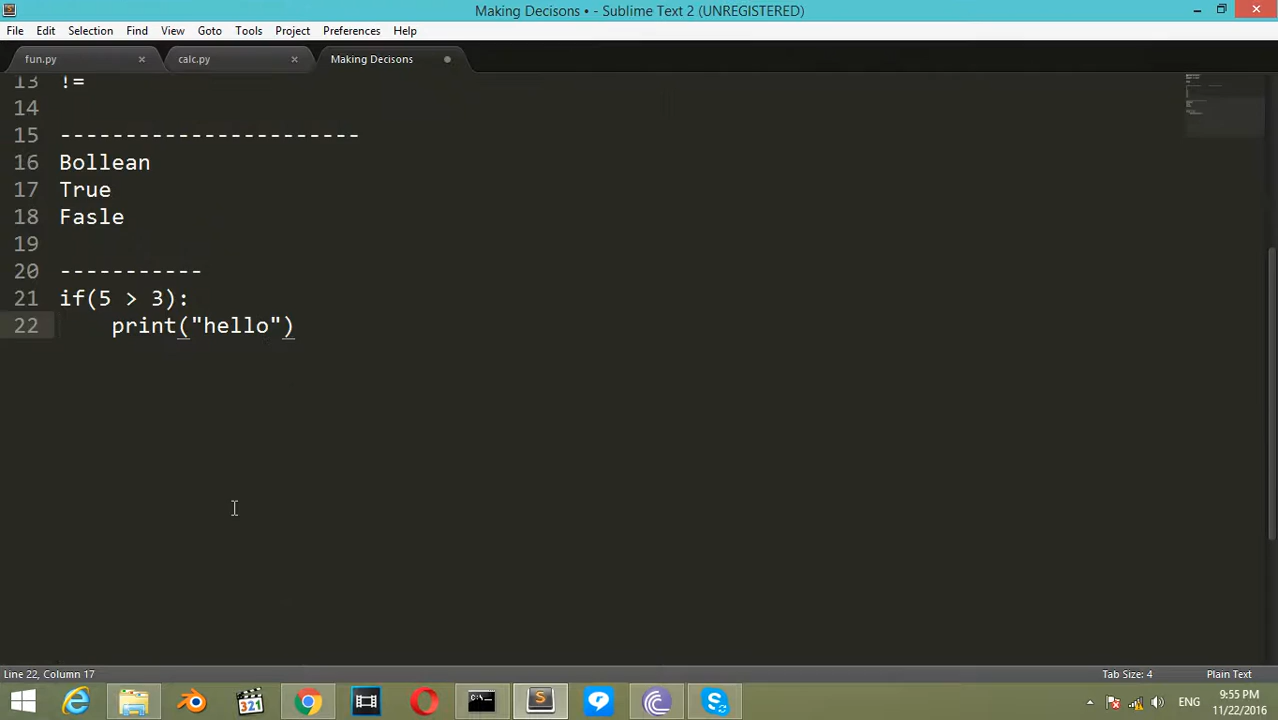 Making Decisons • - Sublime Text 2 (UNREGISTERED)
File Edit Selection Find View Goto Tools Project Preferences Help
fun.py calc.py Making Decisons
13 !=
14
15 -----------------------
16 Bollean
17 True
18 Fasle
19
20 -----------
21 if(5 > 3):
22 print("hello")
Line 22, Column 17 Tab Size: 4 Plain Text
321 C:\. S ENG 9:55 PM
11/22/2016